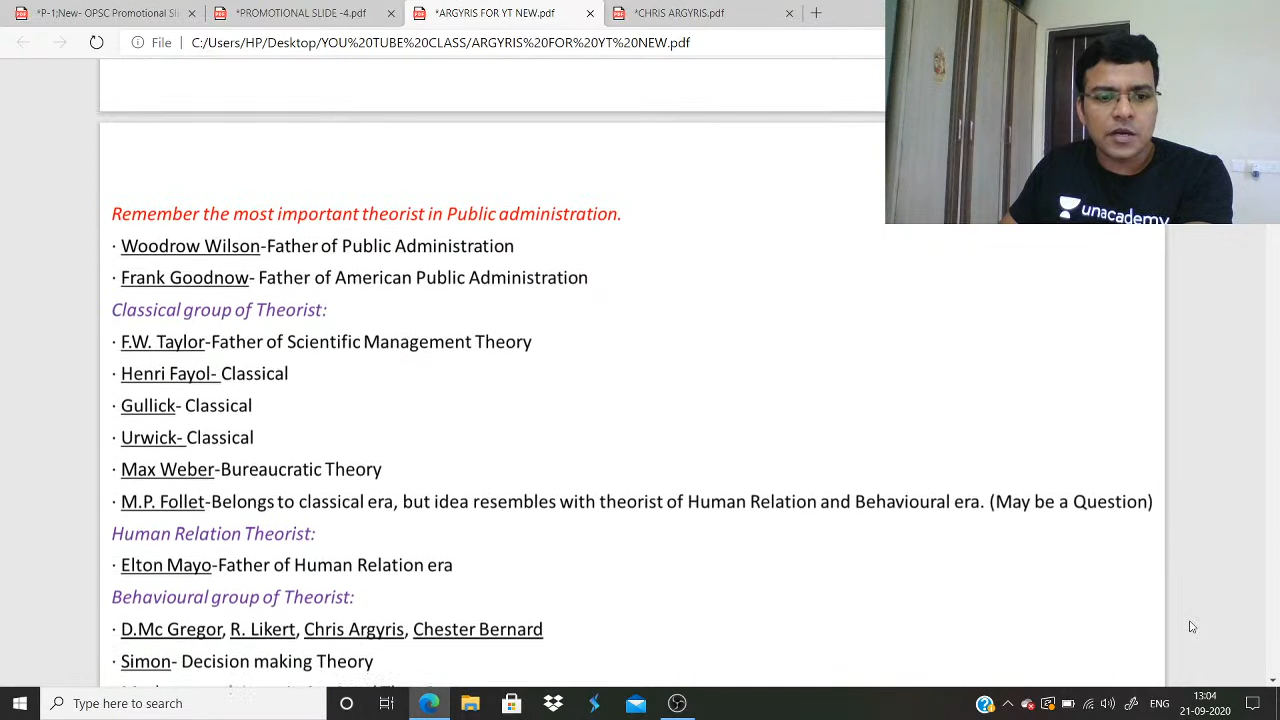 *P-1;New- OPSC Promotional Sli
*PROMOTIONAL SLIDE -4.pdf
*ARGYRIS FOR YT NEW.pdf
*CHRIS ARGYRIS.pdf
File C:/Users/HP/Desktop/YOU%20TUBE%20CLASS/ARGYRIS%20FOR%20YT%20NEW.pdf
unacademy
Remember the most important theorist in Public administration.
· Woodrow Wilson-Father of Public Administration
· Frank Goodnow- Father of American Public Administration
Classical group of Theorist:
· F.W. Taylor-Father of Scientific Management Theory
· Henri Fayol- Classical
· Gullick- Classical
· Urwick- Classical
· Max Weber-Bureaucratic Theory
· M.P. Follet-Belongs to classical era, but idea resembles with theorist of Human Relation and Behavioural era. (May be a Question)
Human Relation Theorist:
· Elton Mayo-Father of Human Relation era
Behavioural group of Theorist:
· D.Mc Gregor, R. Likert, Chris Argyris, Chester Bernard
· Simon- Decision making Theory
Type here to search
ENG
13:04
21-09-2020